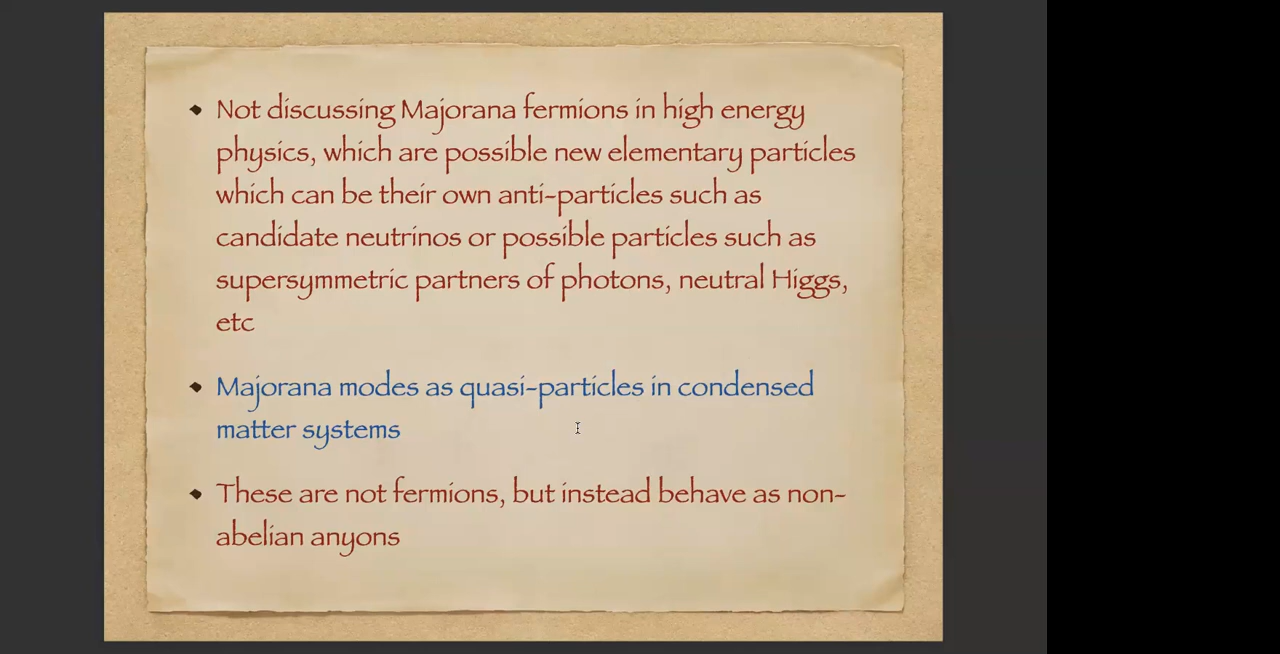 Not discussing Majorana fermions in high energy
physics, which are possible new elementary particles
which can be their own anti-particles such as
candidate neutrinos or possible particles such as
supersymmetric partners of photons, neutral Higgs,
etc
Majorana modes as quasi-particles in condensed
matter systems
These are not fermions, but instead behave as non-
abelian anyons